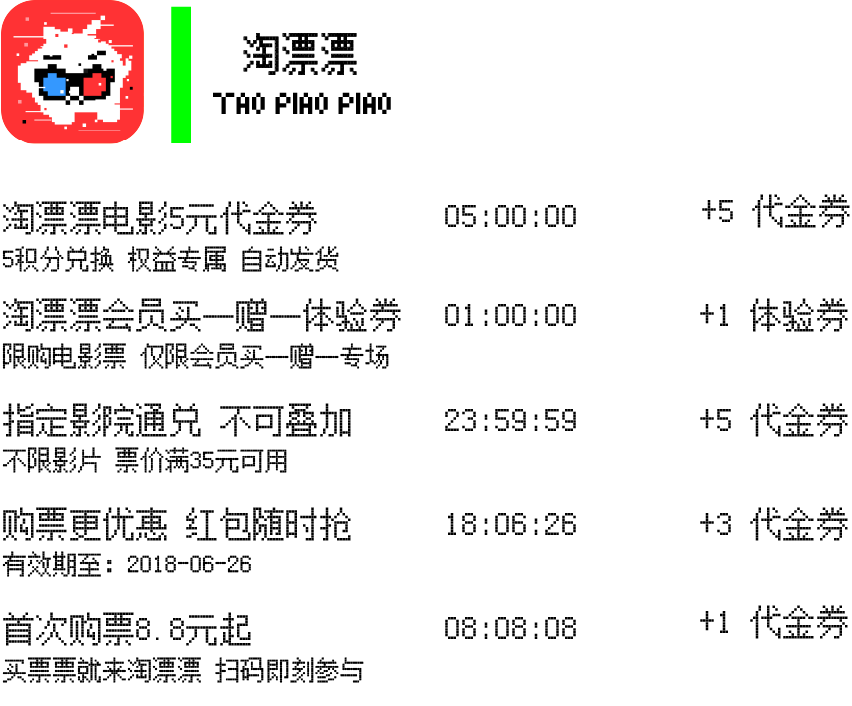 淘票票
TAO PIAO PIAO
淘票票电影5元代金券 05:00:00 +5 代金券
5积分兑换 权益专属 自动发货
淘票票会员买一赠一体验券 01:00:00 +1 体验券
限购电影票 仅限会员买一赠一专场
指定影院通兑 不可叠加 23:59:59 +5 代金券
不限影片 票价满35元可用
购票更优惠 红包随时抢 18:06:26 +3 代金券
有效期至：2018-06-26
首次购票8.8元起 08:08:08 +1 代金券
买票票就来淘票票 扫码即刻参与